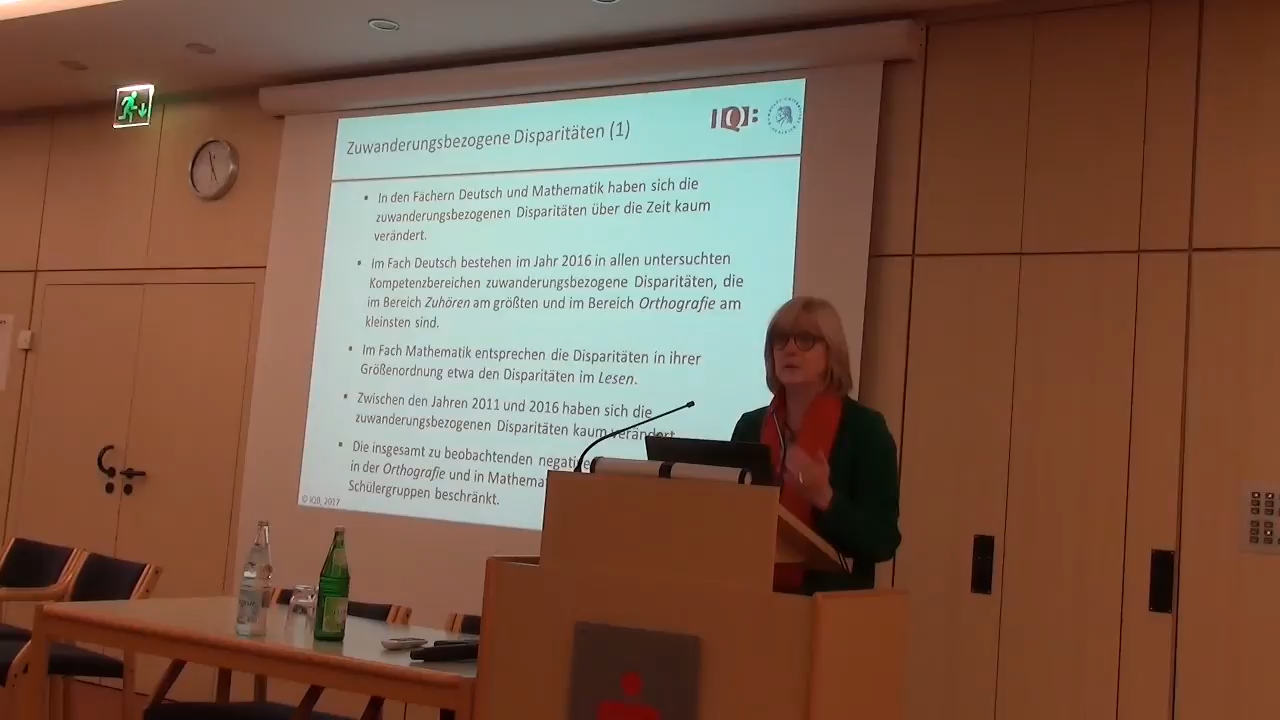 Zuwanderungsbezogene Disparitäten (1)
IQB
In den Fächern Deutsch und Mathematik haben sich die
zuwanderungsbezogenen Disparitäten über die Zeit kaum
verändert.
Im Fach Deutsch bestehen im Jahr 2016 in allen untersuchten
Kompetenzbereichen zuwanderungsbezogene Disparitäten, die
im Bereich Zuhören am größten und im Bereich Orthografie am
kleinsten sind.
Im Fach Mathematik entsprechen die Disparitäten in ihrer
Größenordnung etwa den Disparitäten im Lesen.
Zwischen den Jahren 2011 und 2016 haben sich die
zuwanderungsbezogenen Disparitäten kaum verändert.
Die insgesamt zu beobachtenden negative
in der Orthografie und in Mathema
Schülergruppen beschränkt.
© IQB, 2017